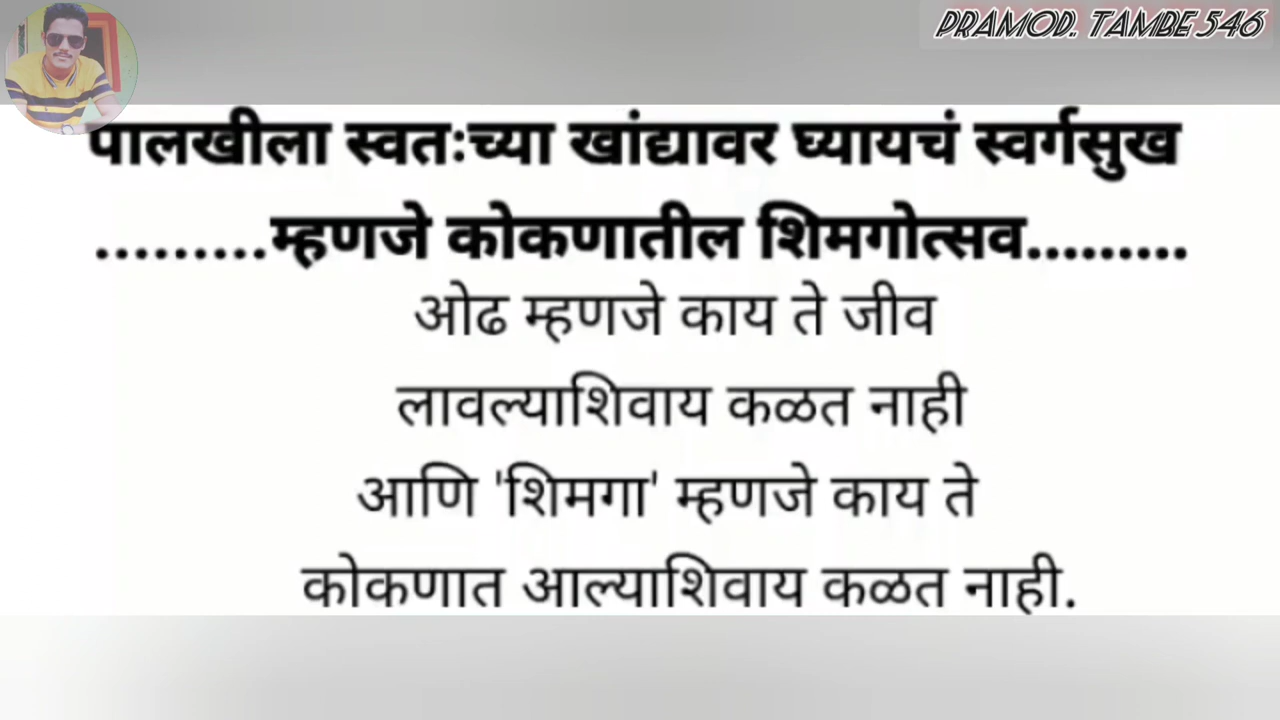 PRAMOD. TAMBE 546
पालखीला स्वतःच्या खांद्यावर घ्यायचं स्वर्गसुख
.........म्हणजे कोकणातील शिमगोत्सव.........
ओढ म्हणजे काय ते जीव
लावल्याशिवाय कळत नाही
आणि 'शिमगा' म्हणजे काय ते
कोकणात आल्याशिवाय कळत नाही.